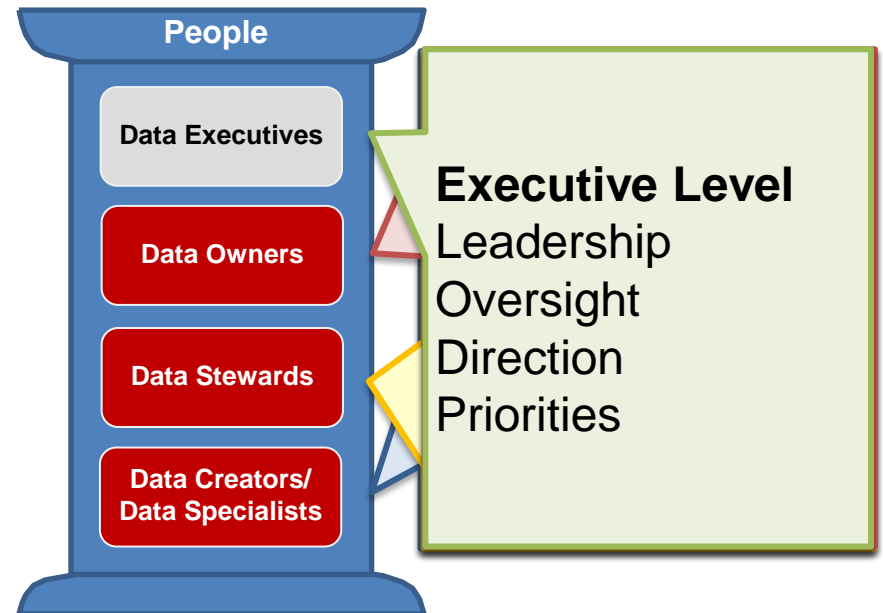 People
Data Executives
Data Owners
Data Stewards
Data Creators/
Data Specialists
Executive Level
Leadership
Oversight
Direction
Priorities